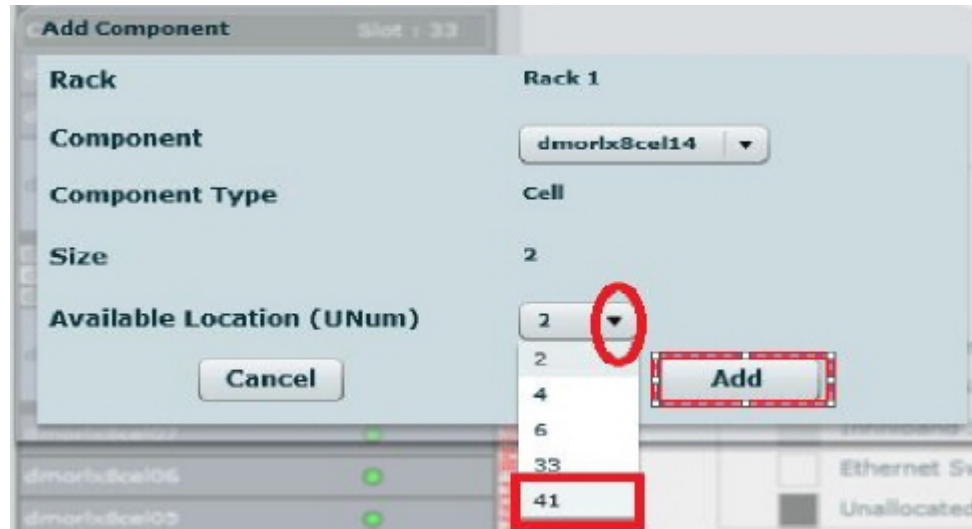 Add Component
Slot : 33
Rack
Rack 1
Component
dmorlx8cel14
Component Type
Cell
Size
2
Available Location (UNum)
2
2
4
6
33
41
Cancel
Add
dmorlx8cel07
dmorlx8cel06
Ethernet Sw
dmorlx8cel05
Unallocated